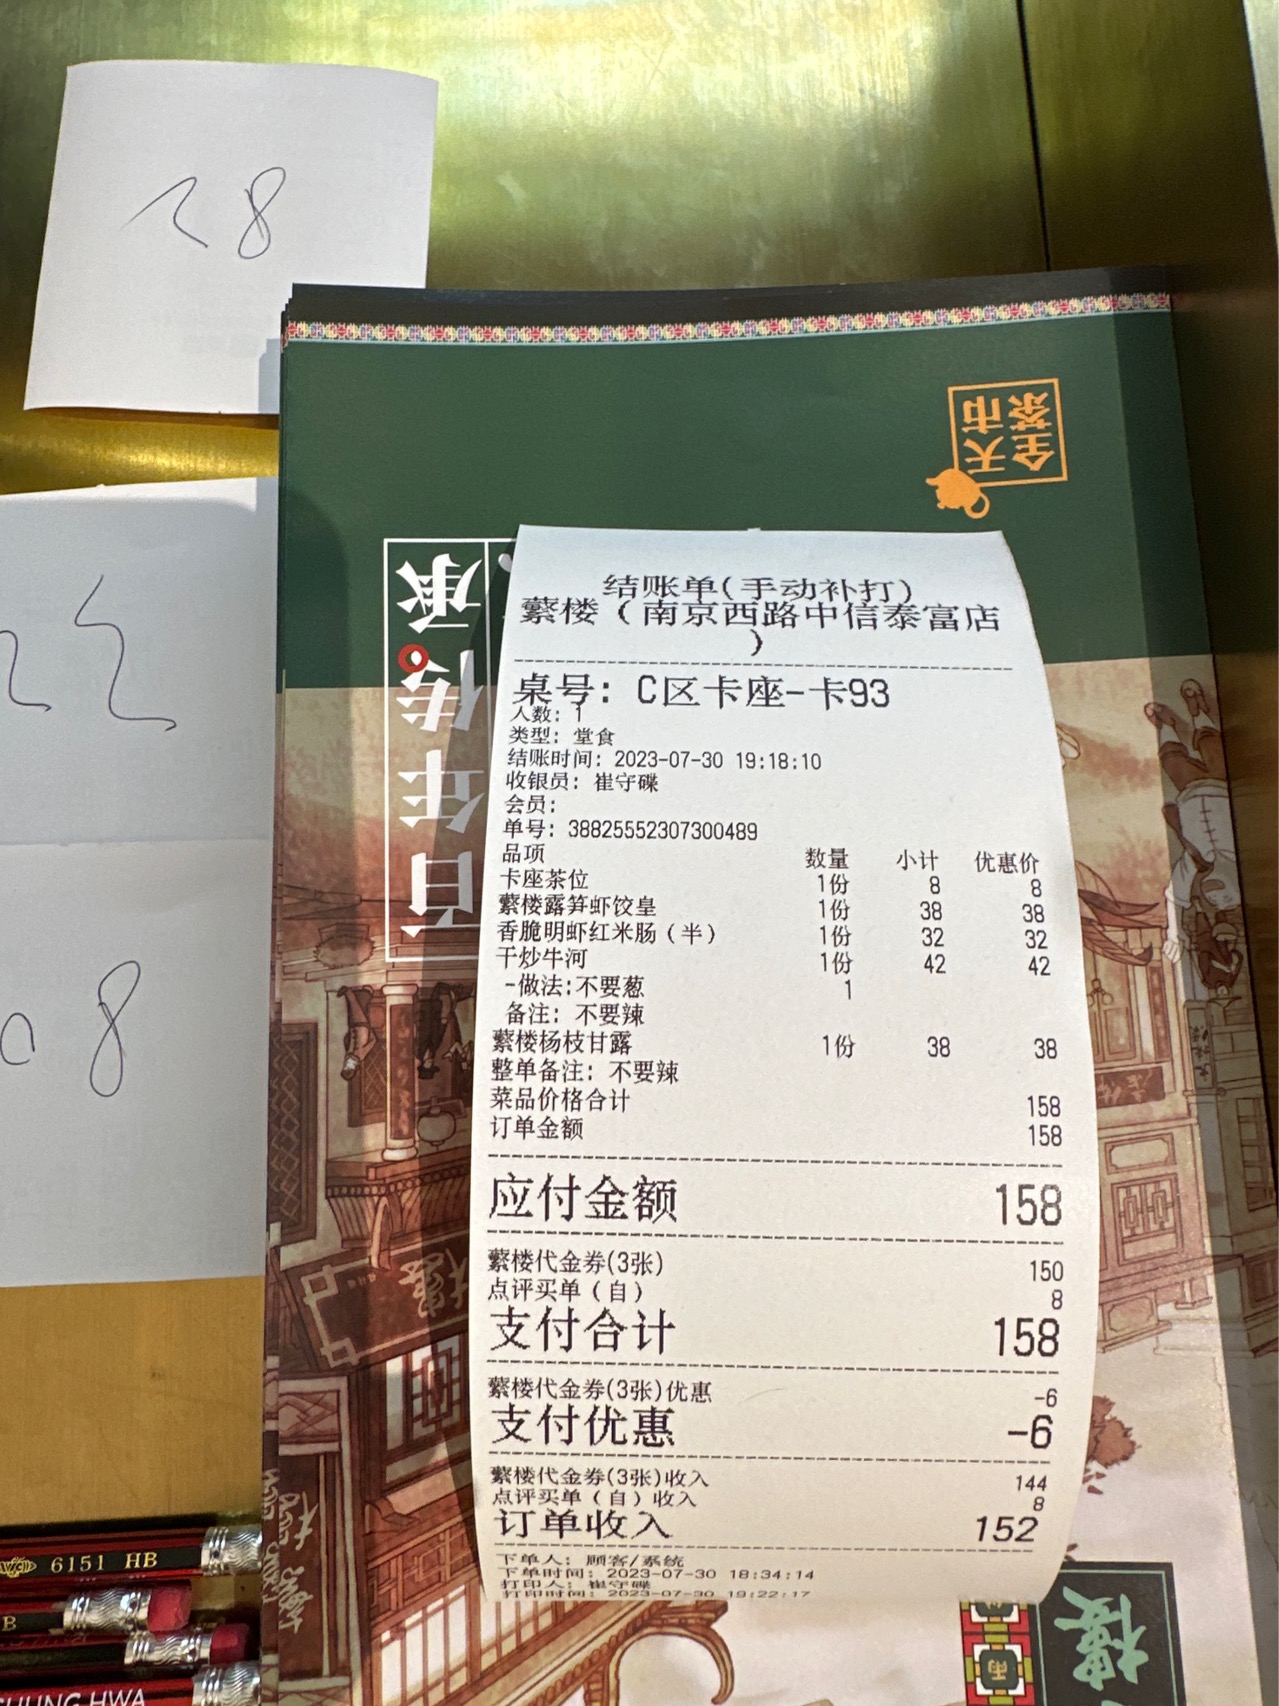 28
08
全天
茶市
百年传承
结账单(手动补打)
蘩楼（南京西路中信泰富店
）
桌号: C区卡座-卡93
人数: 1
类型: 堂食
结账时间: 2023-07-30 19:18:10
收银员: 崔守碟
会员:
单号: 38825552307300489
品项 数量 小计 优惠价
卡座茶位 1份 8 8
蘩楼露笋虾饺皇 1份 38 38
香脆明虾红米肠（半） 1份 32 32
干炒牛河 1份 42 42
-做法:不要葱 1
备注: 不要辣
蘩楼杨枝甘露 1份 38 38
整单备注: 不要辣
菜品价格合计 158
订单金额 158
应付金额 158
蘩楼代金券(3张) 150
点评买单（自） 8
支付合计 158
蘩楼代金券(3张)优惠 -6
支付优惠 -6
蘩楼代金券(3张)收入 144
点评买单（自）收入 8
订单收入 152
下单人: 顾客/系统
下单时间: 2023-07-30 18:34:14
打印人: 崔守碟
打印时间: 2023-07-30 19:22:17
6151 HB
B
CHUNG HWA
楼